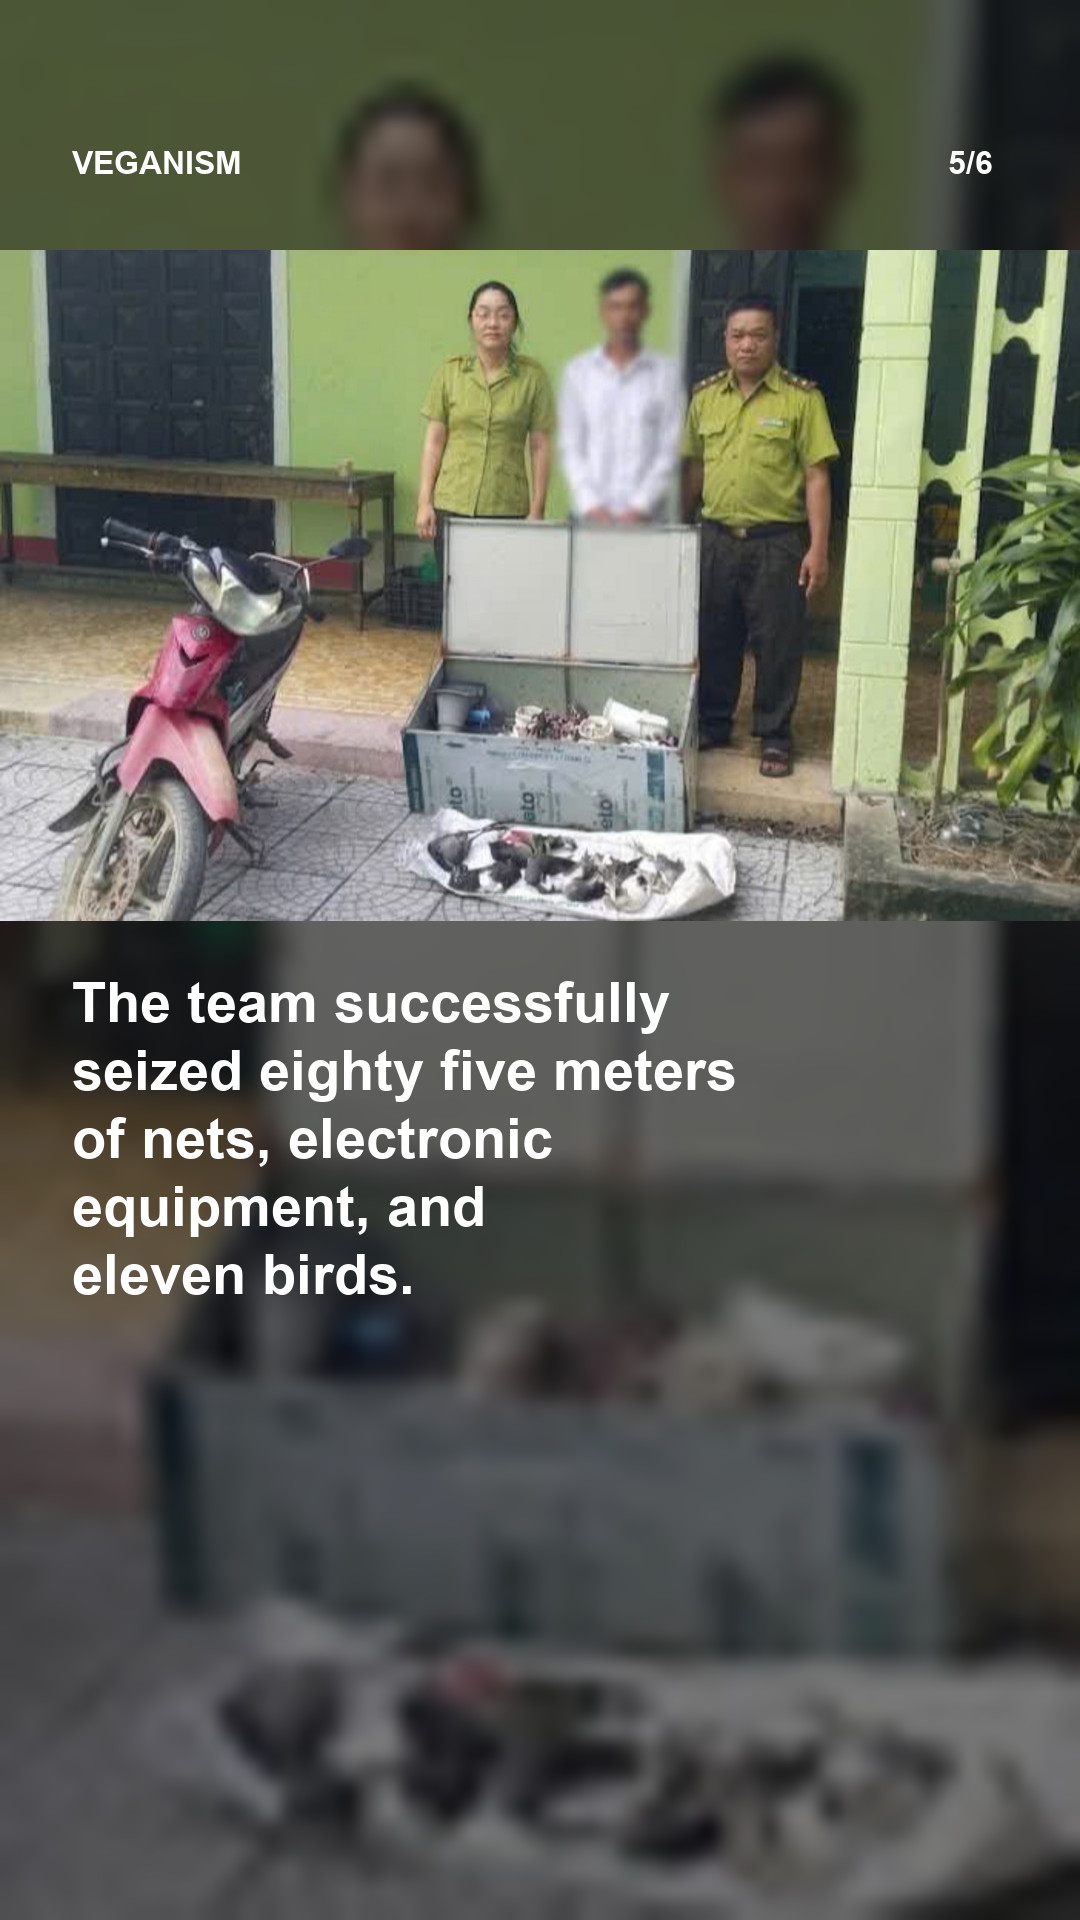 VEGANISM
5/6
The team successfully
seized eighty five meters
of nets, electronic
equipment, and
eleven birds.